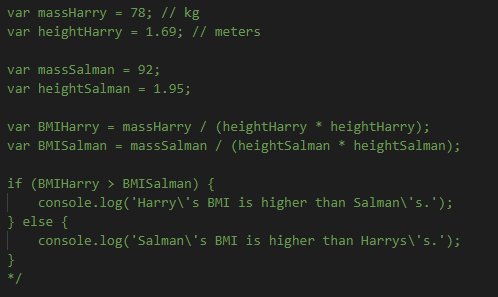 var massHarry = 78; // kg
var heightHarry = 1.69; // meters
var massSalman = 92;
var heightSalman = 1.95;
var BMIHarry = massHarry / (heightHarry * heightHarry);
var BMISalman = massSalman / (heightSalman * heightSalman);
if (BMIHarry > BMISalman) {
console.log('Harry\'s BMI is higher than Salman\'s.');
} else {
console.log('Salman\'s BMI is higher than Harrys\'s.');
}
*/